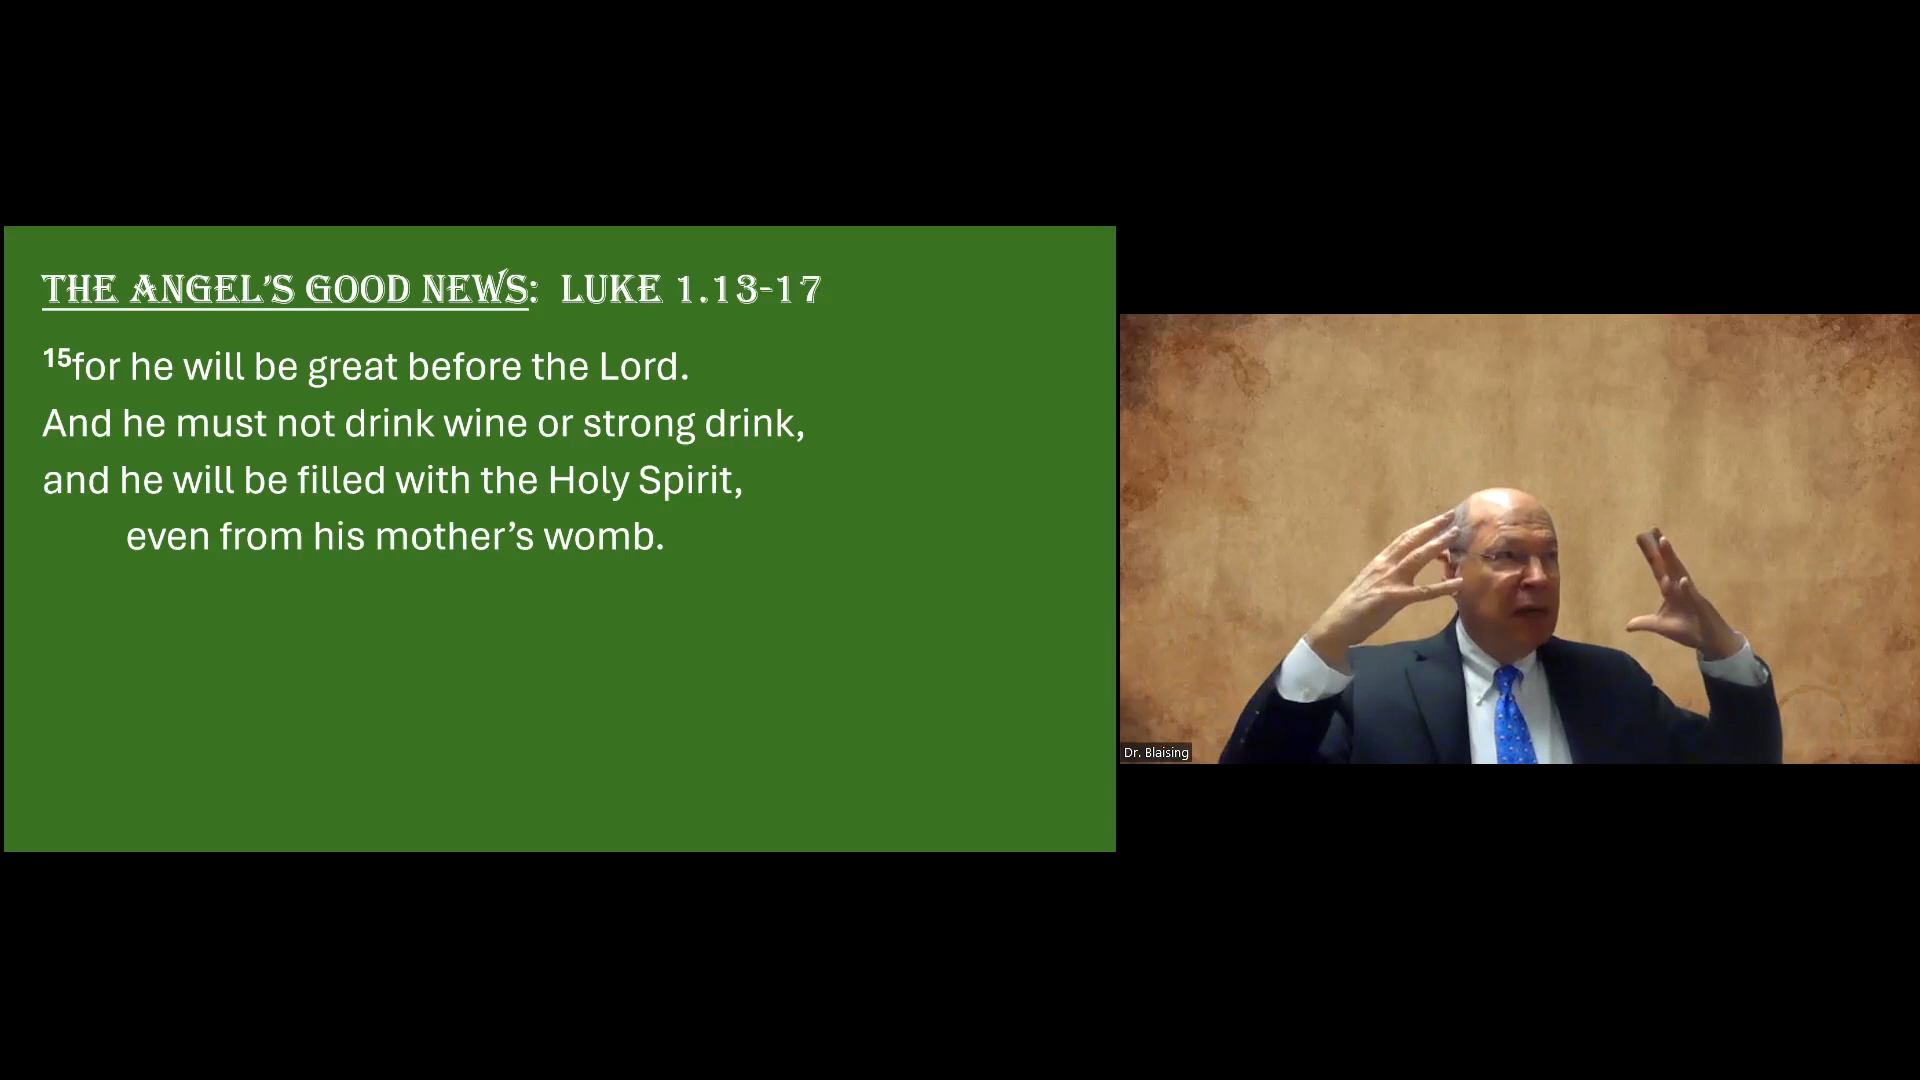 THE ANGEL’S GOOD NEWS: LUKE 1.13-17
15for he will be great before the Lord.
And he must not drink wine or strong drink,
and he will be filled with the Holy Spirit,
even from his mother’s womb.
Dr. Blaising